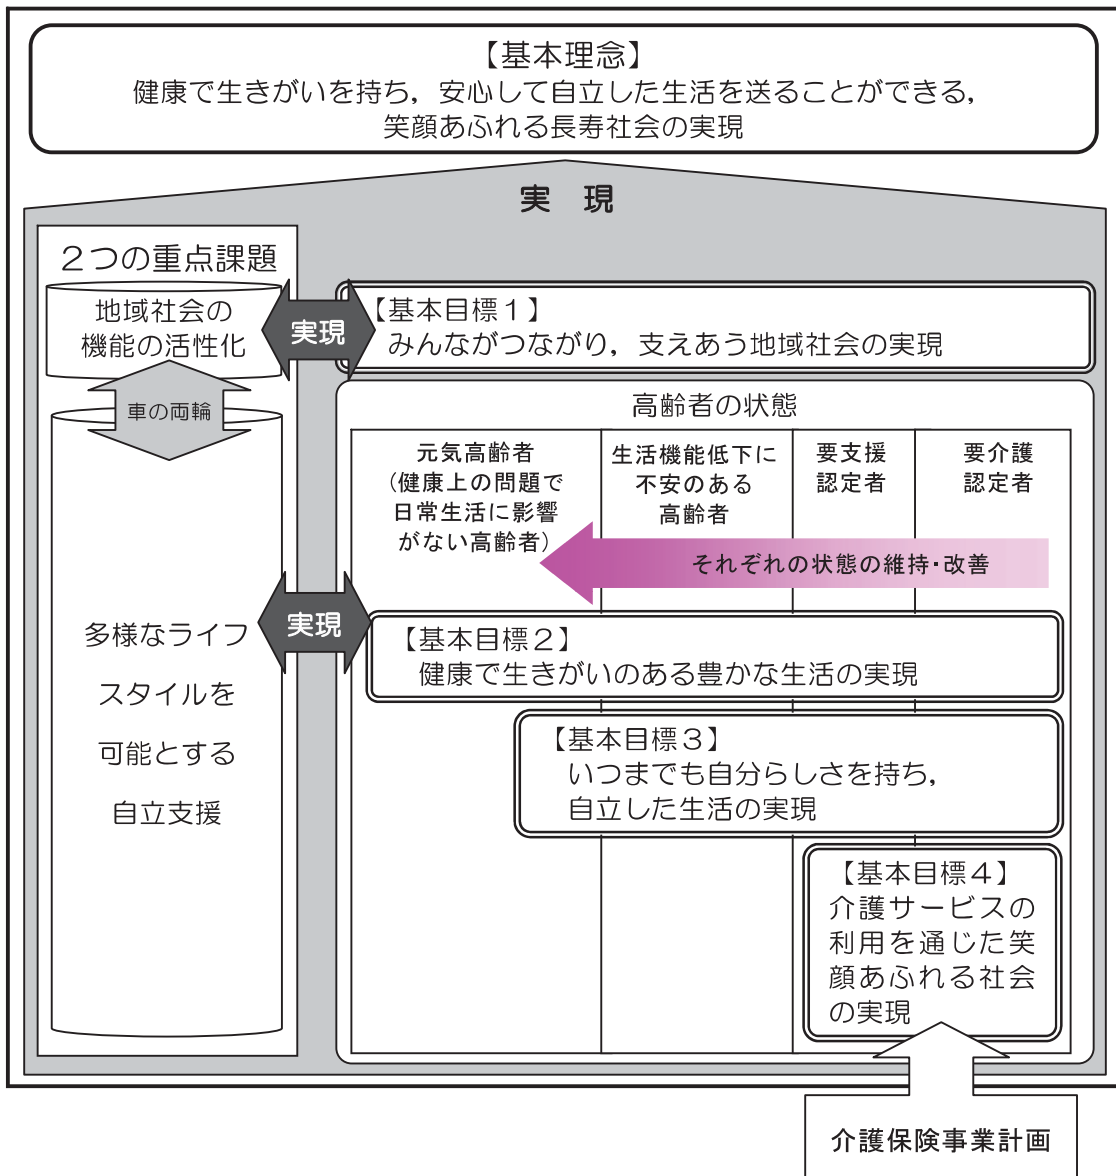 【基本理念】
健康で生きがいを持ち，安心して自立した生活を送ることができる，
笑顔あふれる長寿社会の実現
実　現
２つの重点課題
地域社会の
機能の活性化
実現
【基本目標１】
みんながつながり，支えあう地域社会の実現
車の両輪
高齢者の状態
元気高齢者
(健康上の問題で
日常生活に影響
がない高齢者)
生活機能低下に
不安のある
高齢者
要支援
認定者
要介護
認定者
それぞれの状態の維持・改善
多様なライフ
スタイルを
可能とする
自立支援
実現
【基本目標２】
健康で生きがいのある豊かな生活の実現
【基本目標３】
いつまでも自分らしさを持ち，
自立した生活の実現
【基本目標４】
介護サービスの
利用を通じた笑
顔あふれる社会
の実現
介護保険事業計画